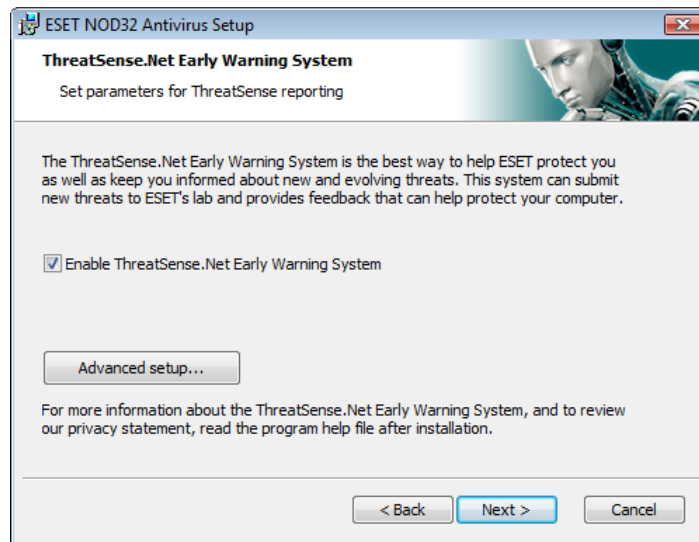 ESET NOD32 Antivirus Setup
ThreatSense.Net Early Warning System
Set parameters for ThreatSense reporting
The ThreatSense.Net Early Warning System is the best way to help ESET protect you
as well as keep you informed about new and evolving threats. This system can submit
new threats to ESET's lab and provides feedback that can help protect your computer.
Enable ThreatSense.Net Early Warning System
Advanced setup...
For more information about the ThreatSense.Net Early Warning System, and to review
our privacy statement, read the program help file after installation.
< Back Next > Cancel